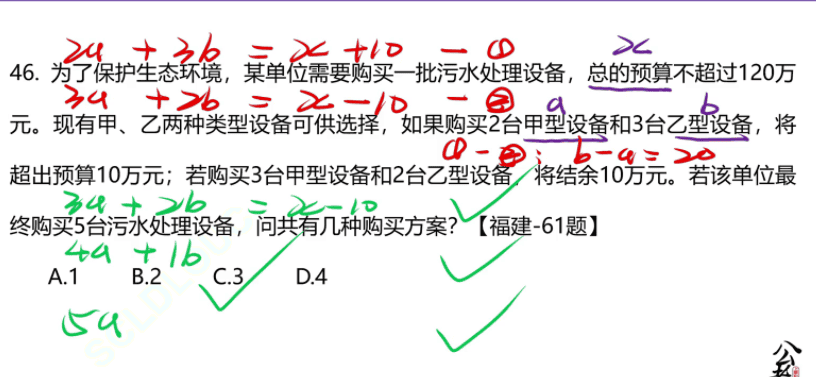 2a + 3b = x + 10 - ① x
46. 为了保护生态环境，某单位需要购买一批污水处理设备，总的预算不超过120万
3a + 2b = x - 10 - ② a b
元。现有甲、乙两种类型设备可供选择，如果购买2台甲型设备和3台乙型设备，将
① - ②: b - a = 20
超出预算10万元；若购买3台甲型设备和2台乙型设备，将结余10万元。若该单位最
3a + 2b = x - 10
终购买5台污水处理设备，问共有几种购买方案？【福建-61题】
4a + 1b
A.1 B.2 C.3 D.4
5a